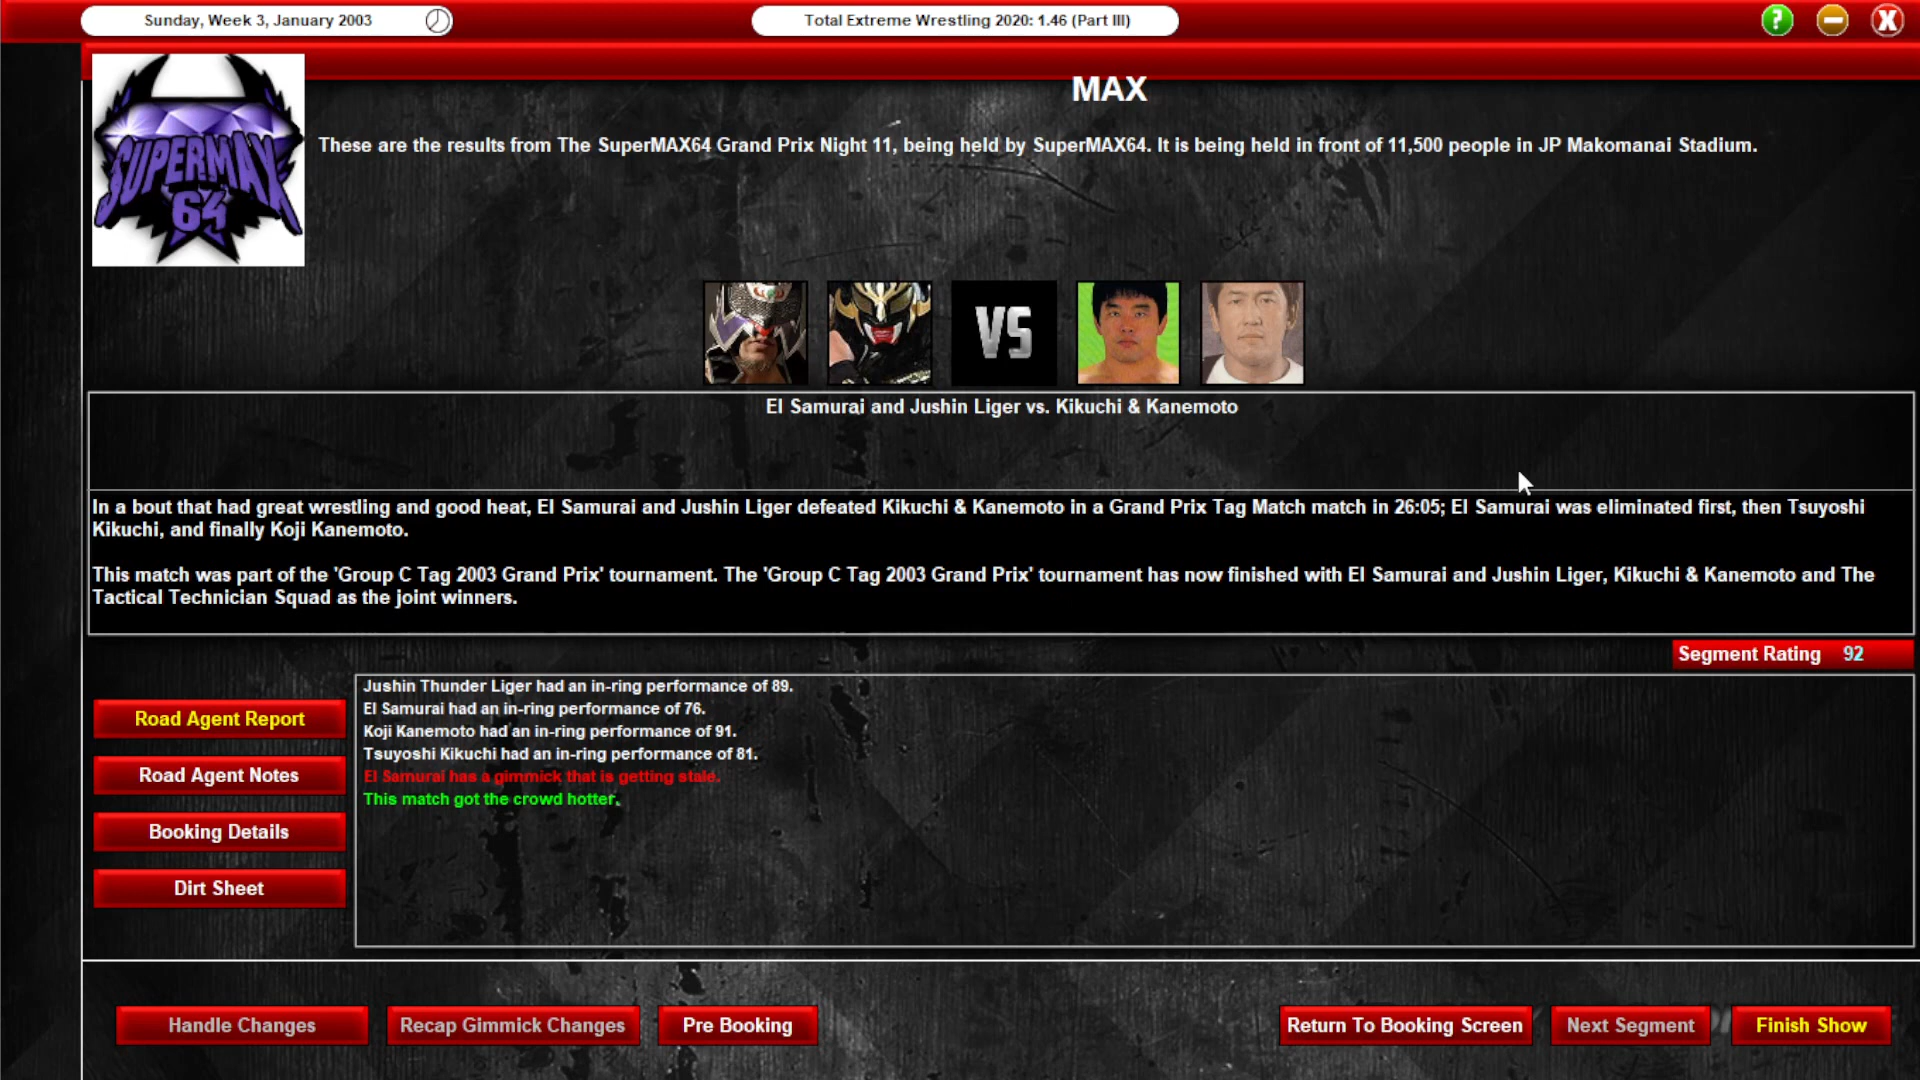 Sunday, Week 3, January 2003
Total Extreme Wrestling 2020: 1.46 (Part III)
?
X
SUPERMAX
64
MAX
These are the results from The SuperMAX64 Grand Prix Night 11, being held by SuperMAX64. It is being held in front of 11,500 people in JP Makomanai Stadium.
VS
El Samurai and Jushin Liger vs. Kikuchi & Kanemoto
In a bout that had great wrestling and good heat, El Samurai and Jushin Liger defeated Kikuchi & Kanemoto in a Grand Prix Tag Match match in 26:05; El Samurai was eliminated first, then Tsuyoshi
Kikuchi, and finally Koji Kanemoto.
This match was part of the 'Group C Tag 2003 Grand Prix' tournament. The 'Group C Tag 2003 Grand Prix' tournament has now finished with El Samurai and Jushin Liger, Kikuchi & Kanemoto and The
Tactical Technician Squad as the joint winners.
Segment Rating 92
Road Agent Report
Road Agent Notes
Booking Details
Dirt Sheet
Jushin Thunder Liger had an in-ring performance of 89.
El Samurai had an in-ring performance of 76.
Koji Kanemoto had an in-ring performance of 91.
Tsuyoshi Kikuchi had an in-ring performance of 81.
El Samurai has a gimmick that is getting stale.
This match got the crowd hotter.
Handle Changes
Recap Gimmick Changes
Pre Booking
Return To Booking Screen
Next Segment
Finish Show